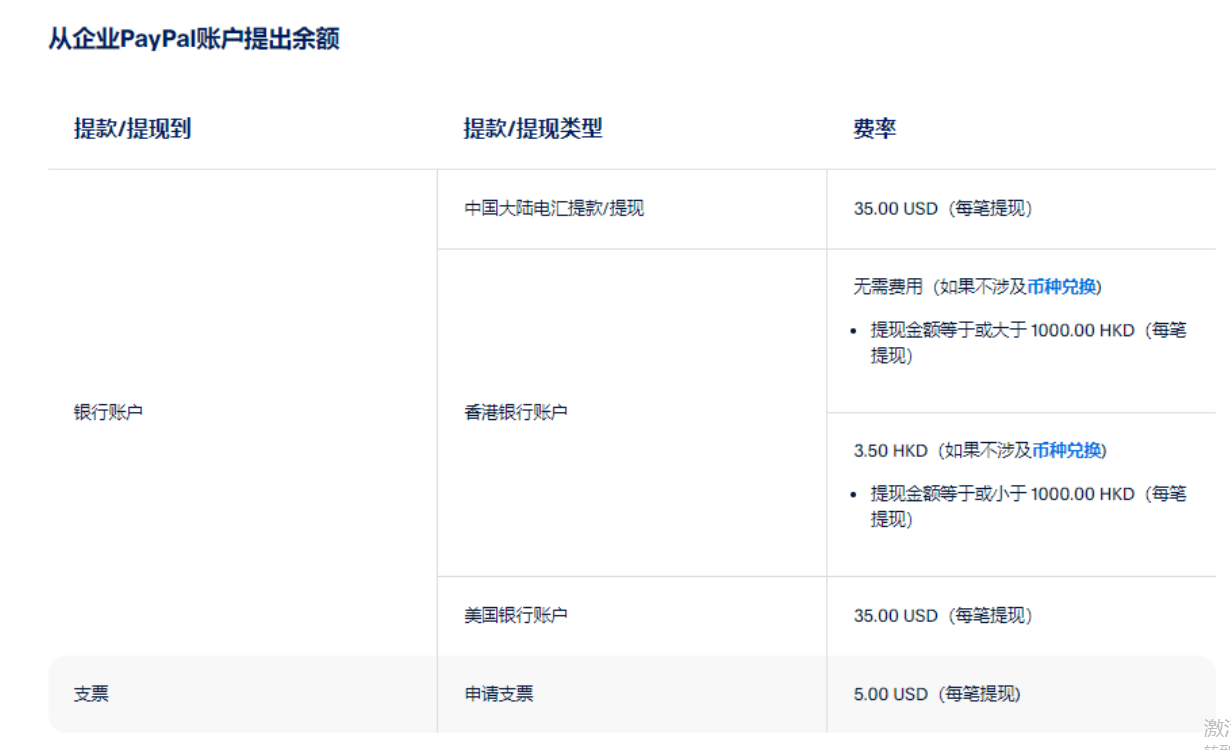 从企业PayPal账户提出余额
提款/提现到
提款/提现类型
费率
银行账户
中国大陆电汇提款/提现
35.00 USD（每笔提现）
香港银行账户
无需费用（如果不涉及币种兑换)
• 提现金额等于或大于 1000.00 HKD（每笔
提现）
3.50 HKD（如果不涉及币种兑换)
• 提现金额等于或小于 1000.00 HKD（每笔
提现）
美国银行账户
35.00 USD（每笔提现）
支票
申请支票
5.00 USD（每笔提现)